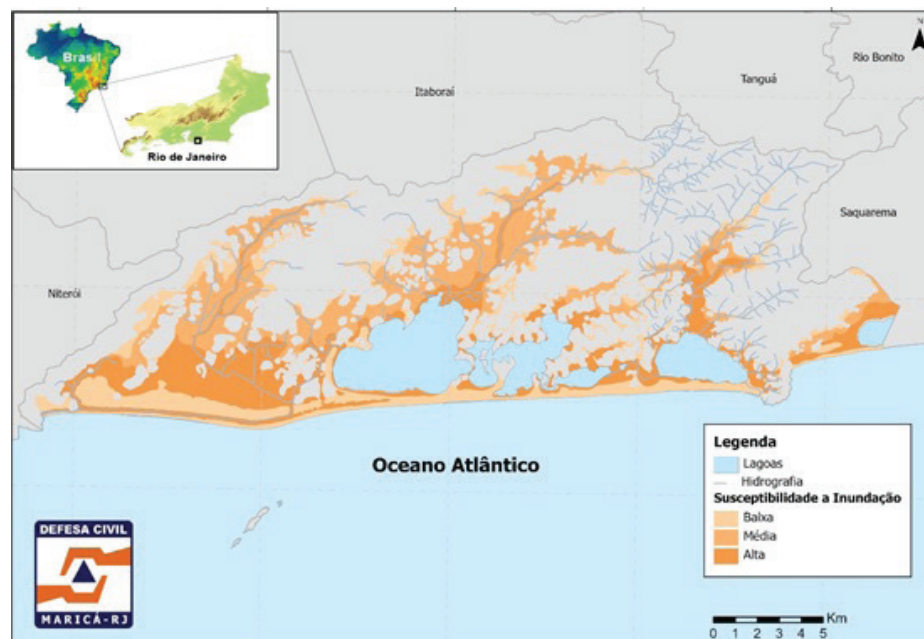 Brasil
Rio de Janeiro
Itaboraí
Tanguá
Rio Bonito
Saquarema
Niterói
Oceano Atlântico
Legenda
Lagoas
Hidrografia
Susceptibilidade a Inundação
Baixa
Média
Alta
DEFESA CIVIL
MARICÁ-RJ
Km
0 1 2 3 4 5